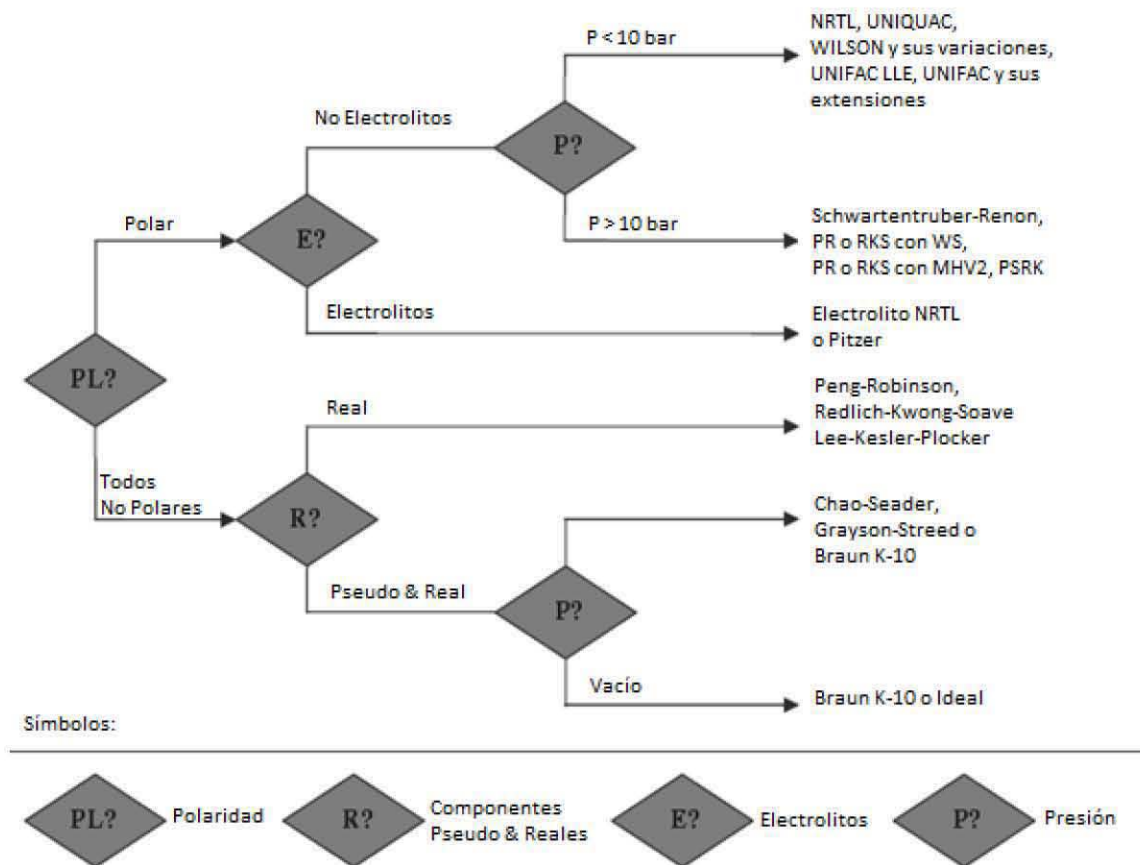 P < 10 bar
NRTL, UNIQUAC,
WILSON y sus variaciones,
UNIFAC LLE, UNIFAC y sus
extensiones
No Electrolitos
P?
Polar
E?
P > 10 bar
Schwartentruber-Renon,
PR o RKS con WS,
PR o RKS con MHV2, PSRK
Electrolitos
Electrolito NRTL
o Pitzer
PL?
Real
Peng-Robinson,
Redlich-Kwong-Soave
Lee-Kesler-Plocker
Todos
No Polares
R?
Chao-Seader,
Grayson-Streed o
Braun K-10
Pseudo & Real
P?
Vacío
Braun K-10 o Ideal
Símbolos:
PL?
Polaridad
R?
Componentes
Pseudo & Reales
E?
Electrolitos
P?
Presión